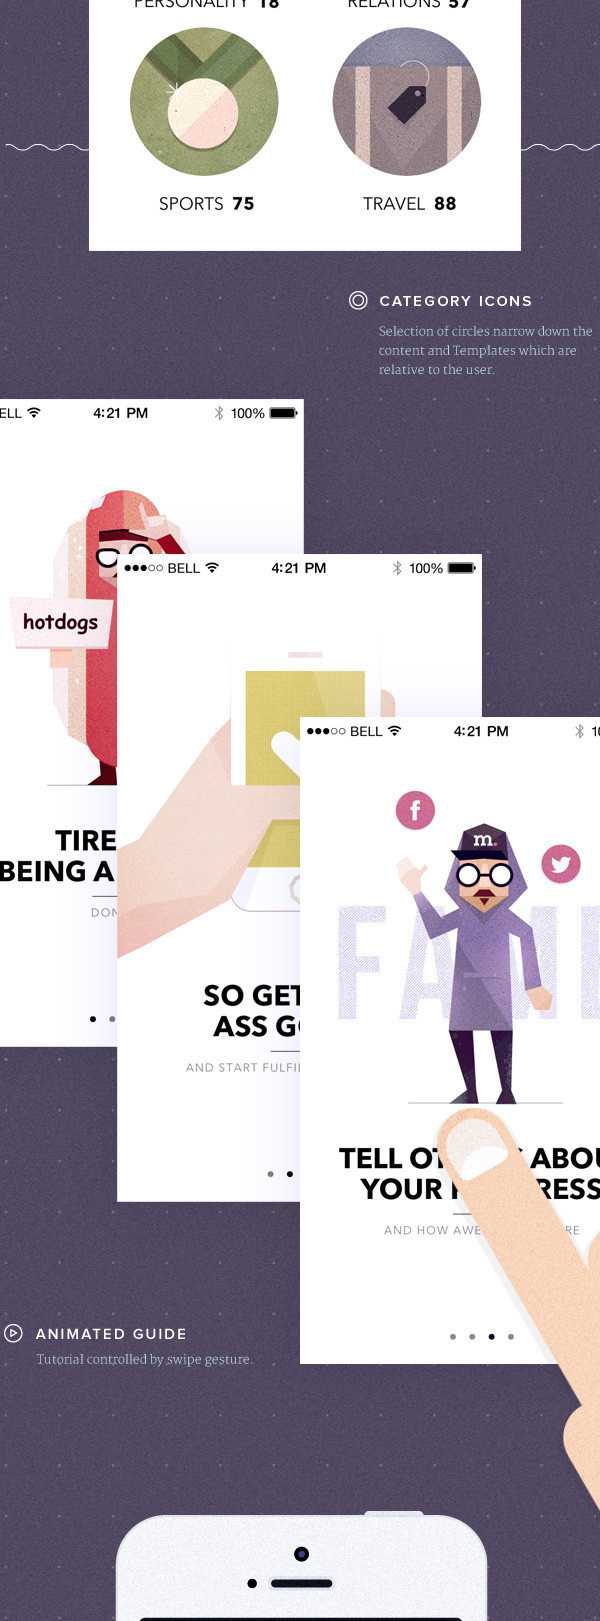 PERSONALITY 18
RELATIONS 57
SPORTS 75
TRAVEL 88
CATEGORY ICONS
Selection of circles narrow down the
content and Templates which are
relative to the user.
ELL 4:21 PM 100%
hotdogs
TIRE
BEING A
DON
BELL 4:21 PM 100%
SO GET
ASS GO
AND START FULFI
BELL 4:21 PM 10
f
m.
FAME
TELL OT S ABOU
YOUR RESS
AND HOW AWE RE
ANIMATED GUIDE
Tutorial controlled by swipe gesture.